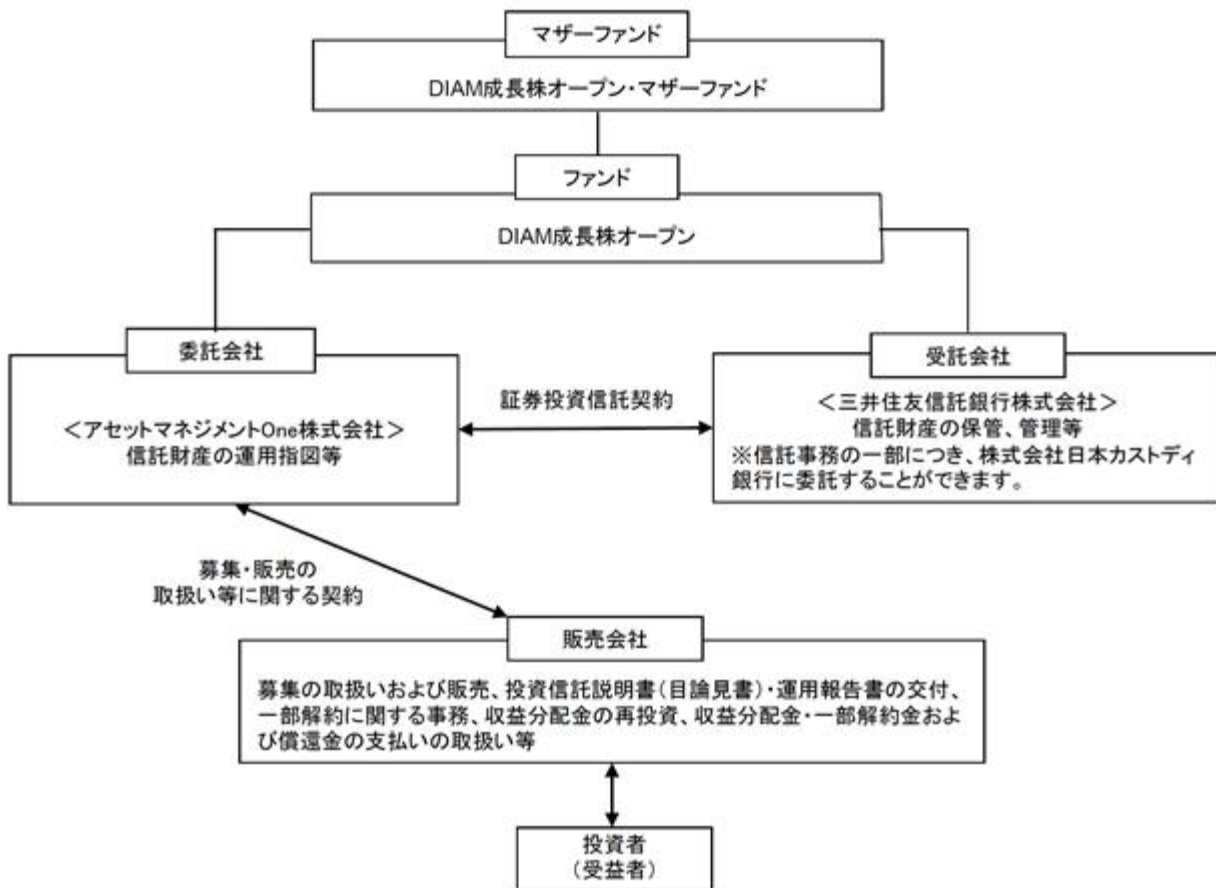 マザーファンド
DIAM成長株オープン・マザーファンド
ファンド
DIAM成長株オープン
委託会社
＜アセットマネジメントOne株式会社＞
信託財産の運用指図等
証券投資信託契約
受託会社
＜三井住友信託銀行株式会社＞
信託財産の保管、管理等
※信託事務の一部につき、株式会社日本カストディ
銀行に委託することができます。
募集・販売の
取扱い等に関する契約
販売会社
募集の取扱いおよび販売、投資信託説明書(目論見書)・運用報告書の交付、
一部解約に関する事務、収益分配金の再投資、収益分配金・一部解約金およ
び償還金の支払いの取扱い等
投資者
(受益者)